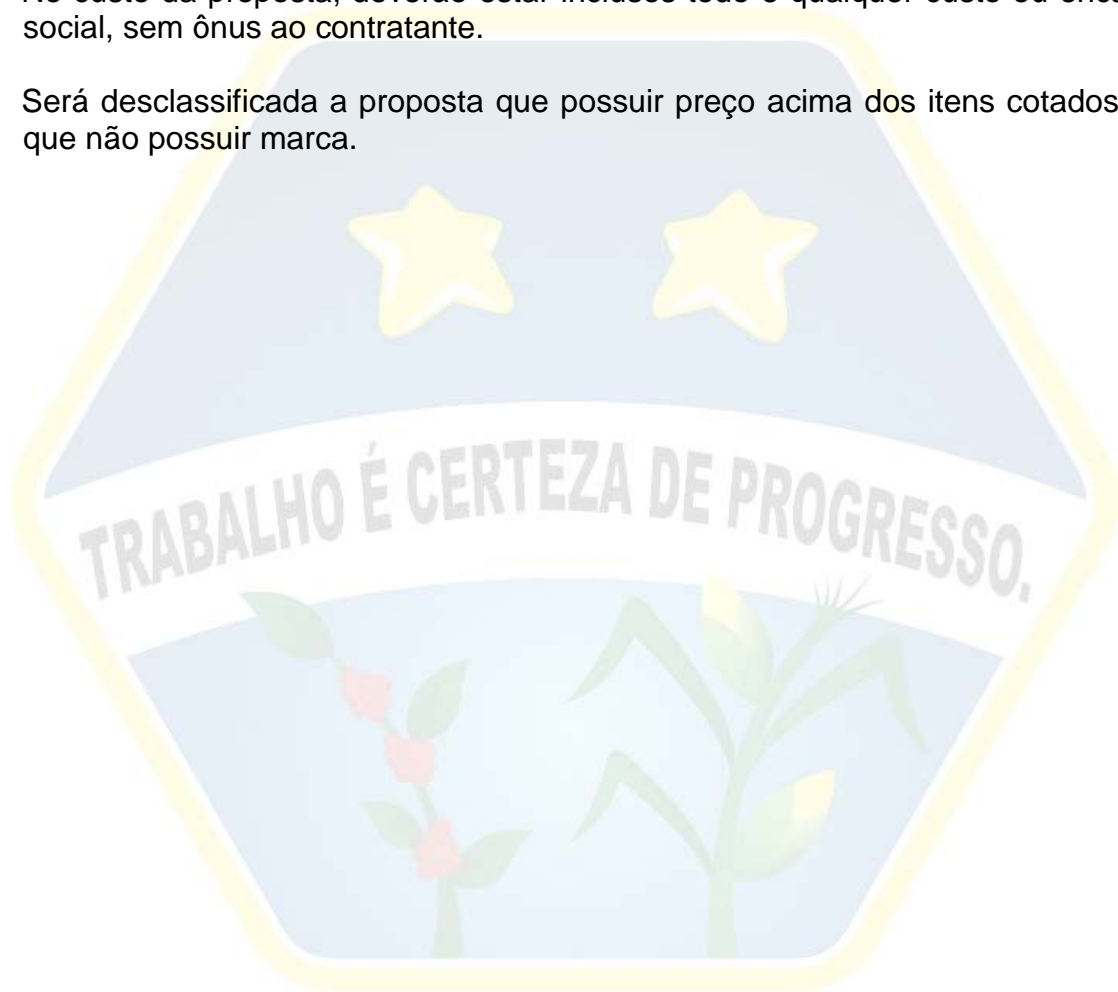 social, sem ônus ao contratante.
Será desclassificada a proposta que possuir preço acima dos itens cotados
que não possuir marca.
TRABALHO É CERTEZA DE PROGRESSO.